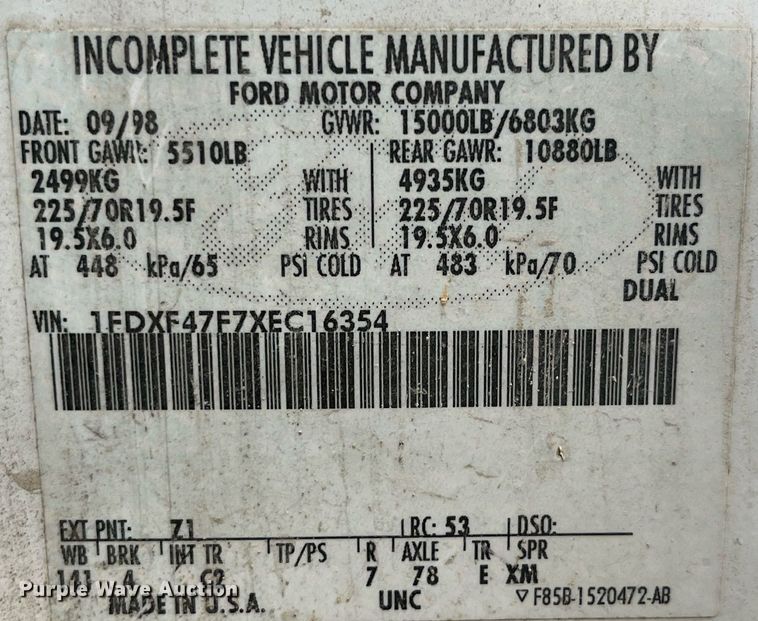 INCOMPLETE VEHICLE MANUFACTURED BY
FORD MOTOR COMPANY
DATE: 09/98 GVWR: 15000LB/6803KG
FRONT GAWR: 5510LB REAR GAWR: 10880LB
2499KG WITH 4935KG WITH
225/70R19.5F TIRES 225/70R19.5F TIRES
19.5X6.0 RIMS 19.5X6.0 RIMS
AT 448 kPa/65 PSI COLD AT 483 kPa/70 PSI COLD
DUAL
VIN: 1FDXF47F7XEC16354
EXT PNT: Z1 RC: 53 DSO:
WB BRK INT TR TP/PS R AXLE TR SPR
141 4 C2 7 78 E XM
Purple Wave Auction
MADE IN U.S.A. UNC F85B-1520472-AB